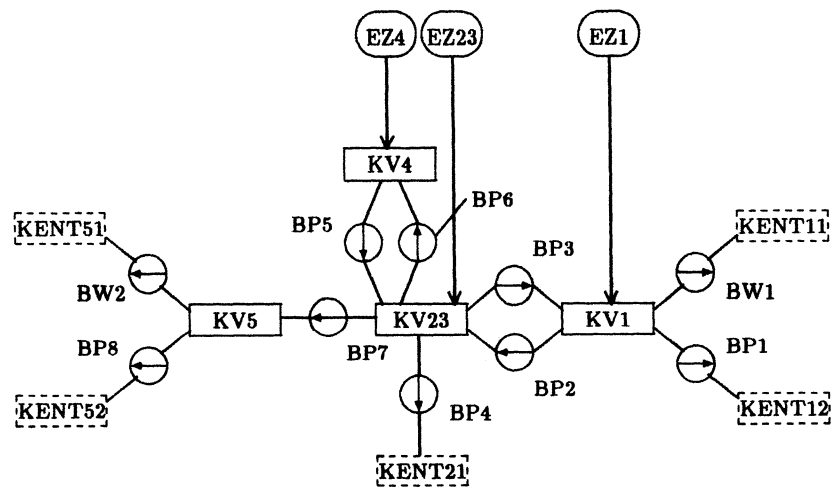 EZ4 EZ23 EZ1
KV4
BP6
KENT51 BP5 KENT11
BP3
BW2 BW1
KV5 KV23 KV1
BP8 BP7 BP1
BP2
KENT52 BP4 KENT12
KENT21